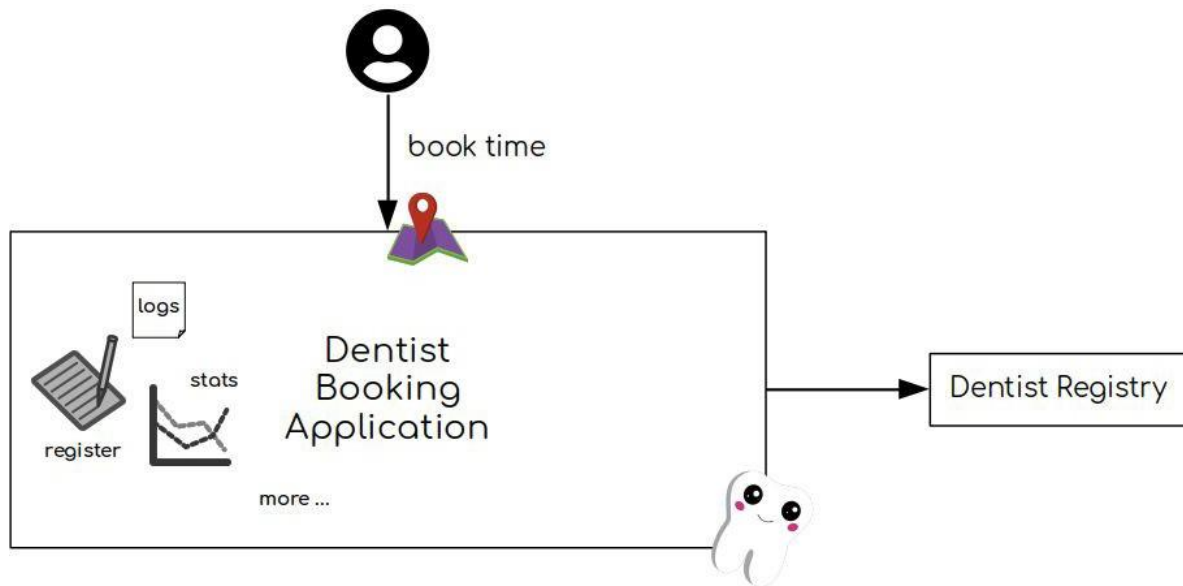 book time
logs
stats
register
more ...
Dentist
Booking
Application
Dentist Registry